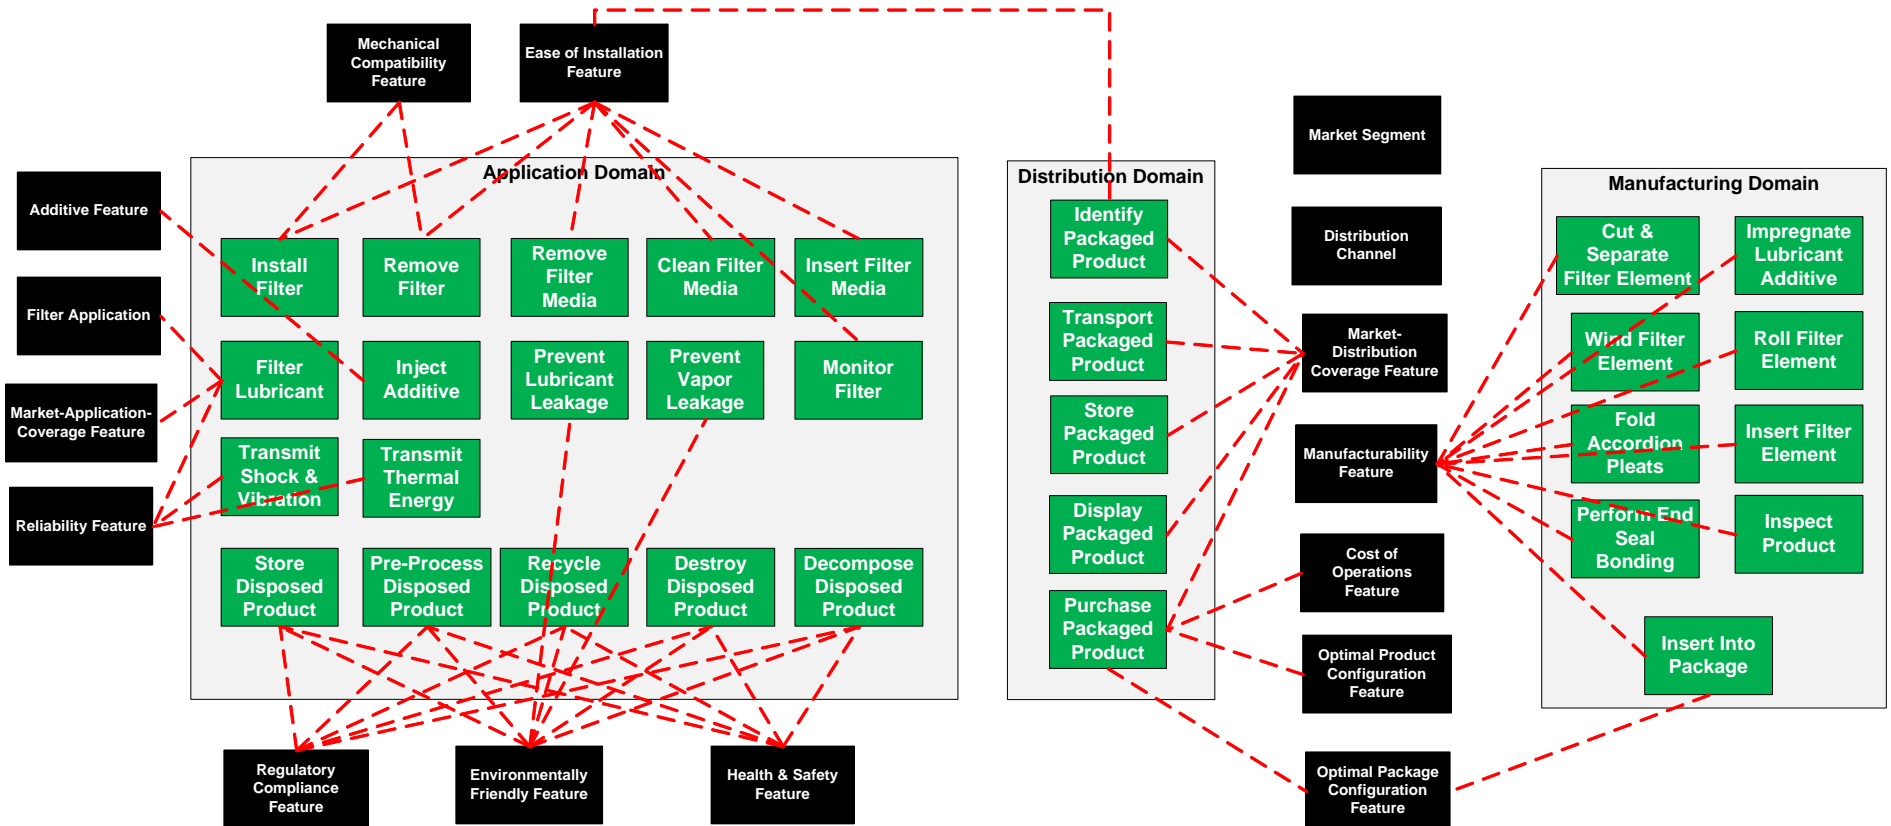 Mechanical
Compatibility
Feature
Ease of Installation
Feature
Additive Feature
Filter Application
Market-Application-
Coverage Feature
Reliability Feature
Application Domain
Install
Filter
Remove
Filter
Remove
Filter
Media
Clean Filter
Media
Insert Filter
Media
Filter
Lubricant
Inject
Additive
Prevent
Lubricant
Leakage
Prevent
Vapor
Leakage
Monitor
Filter
Transmit
Shock &
Vibration
Transmit
Thermal
Energy
Store
Disposed
Product
Pre-Process
Disposed
Product
Recycle
Disposed
Product
Destroy
Disposed
Product
Decompose
Disposed
Product
Regulatory
Compliance
Feature
Environmentally
Friendly Feature
Health & Safety
Feature
Distribution Domain
Identify
Packaged
Product
Transport
Packaged
Product
Store
Packaged
Product
Display
Packaged
Product
Purchase
Packaged
Product
Market Segment
Distribution
Channel
Market-
Distribution
Coverage Feature
Manufacturability
Feature
Cost of
Operations
Feature
Optimal Product
Configuration
Feature
Optimal Package
Configuration
Feature
Manufacturing Domain
Cut &
Separate
Filter Element
Impregnate
Lubricant
Additive
Wind Filter
Element
Roll Filter
Element
Fold
Accordion
Pleats
Insert Filter
Element
Perform End
Seal
Bonding
Inspect
Product
Insert Into
Package